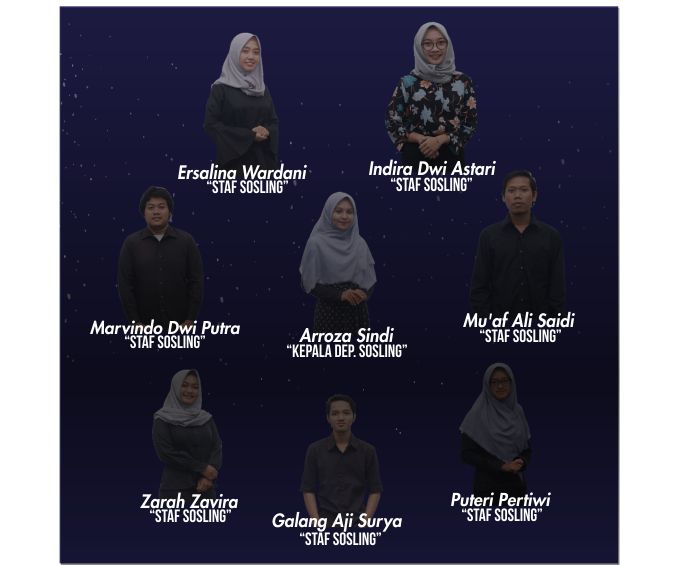 Ersalina Wardani
“STAF SOSLING”
Indira Dwi Astari
“STAF SOSLING”
Marvindo Dwi Putra
“STAF SOSLING”
Arroza Sindi
“KEPALA DEP. SOSLING”
Mu'af Ali Saidi
“STAF SOSLING”
Zarah Zavira
“STAF SOSLING”
Galang Aji Surya
“STAF SOSLING”
Puteri Pertiwi
“STAF SOSLING”